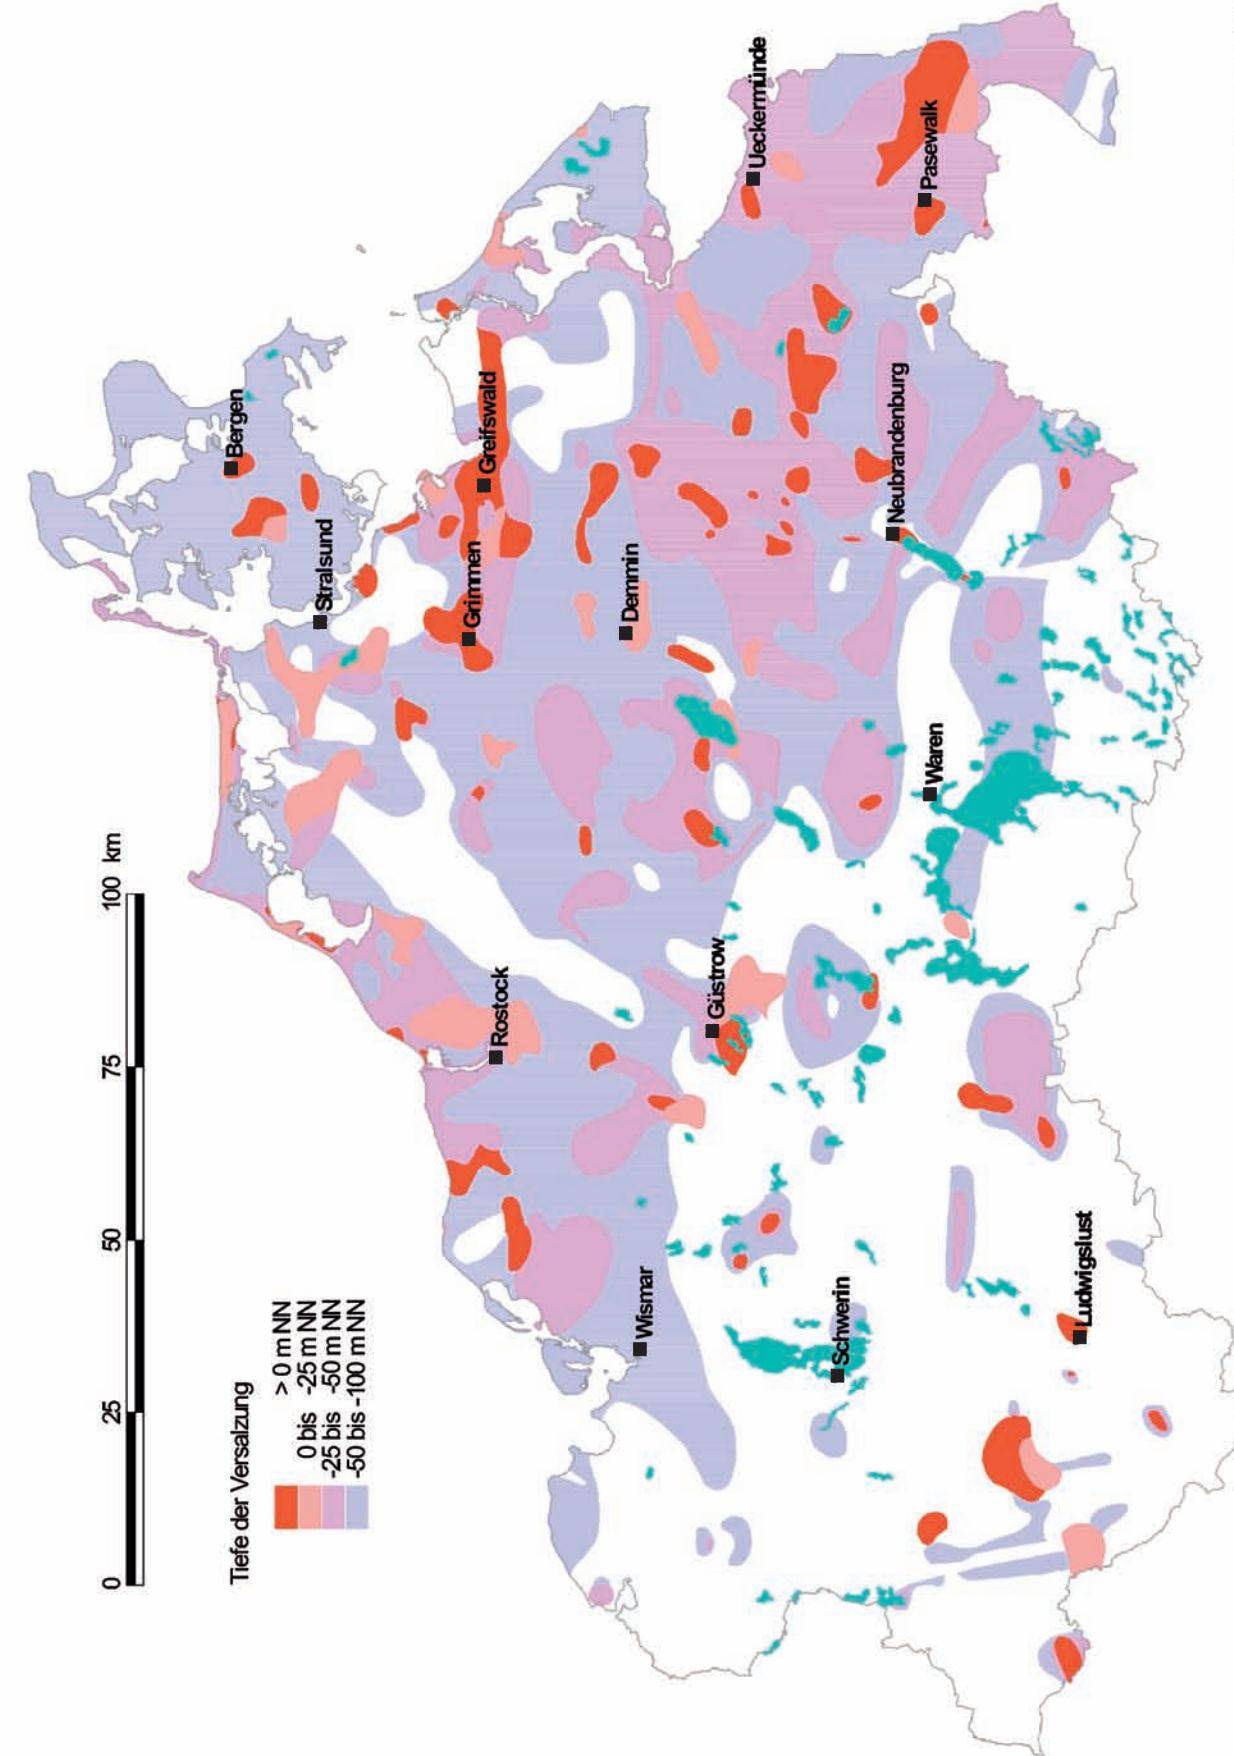 0 25 50 75 100 km
Tiefe der Versalzung
> 0 m NN
0 bis -25 m NN
-25 bis -50 m NN
-50 bis -100 m NN
Bergen
Stralsund
Greifswald
Grimmen
Rostock
Demmin
Wismar
Güstrow
Ueckermünde
Schwerin
Neubrandenburg
Pasewalk
Waren
Ludwigslust